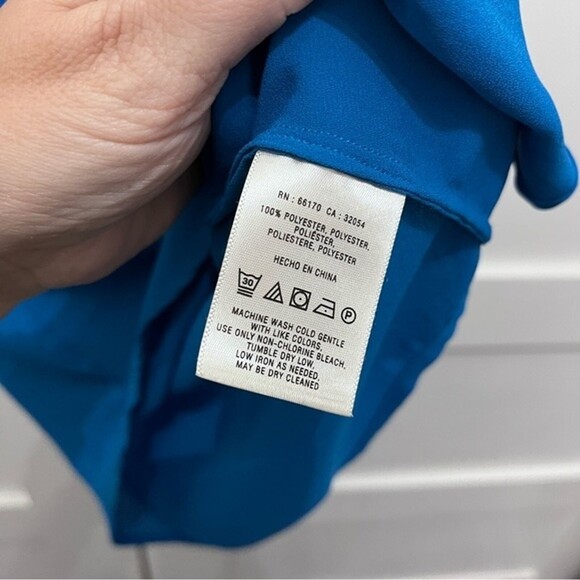 RN : 66170 CA : 32054
100% POLYESTER, POLYESTER,
POLIÉSTER,
POLIESTERE, POLYESTER
HECHO EN CHINA
30 P
MACHINE WASH COLD GENTLE
WITH LIKE COLORS.
USE ONLY NON-CHLORINE BLEACH.
TUMBLE DRY LOW.
LOW IRON AS NEEDED.
MAY BE DRY CLEANED